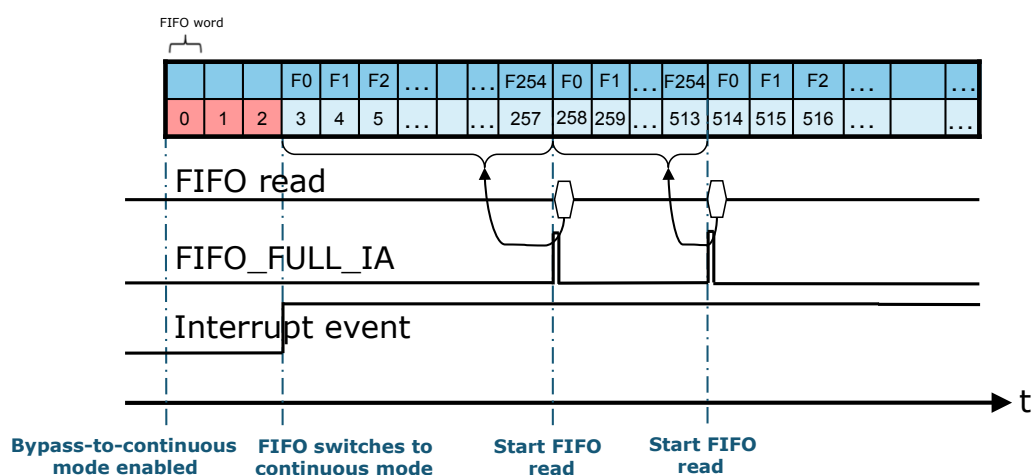 FIFO word
F0 F1 F2 ... ... F254 F0 F1 ... F254 F0 F1 F2 ... ...
0 1 2 3 4 5 ... ... 257 258 259 ... 513 514 515 516 ... ...
FIFO read
FIFO_FULL_IA
Interrupt event
t
Bypass-to-continuous
mode enabled
FIFO switches to
continuous mode
Start FIFO
read
Start FIFO
read